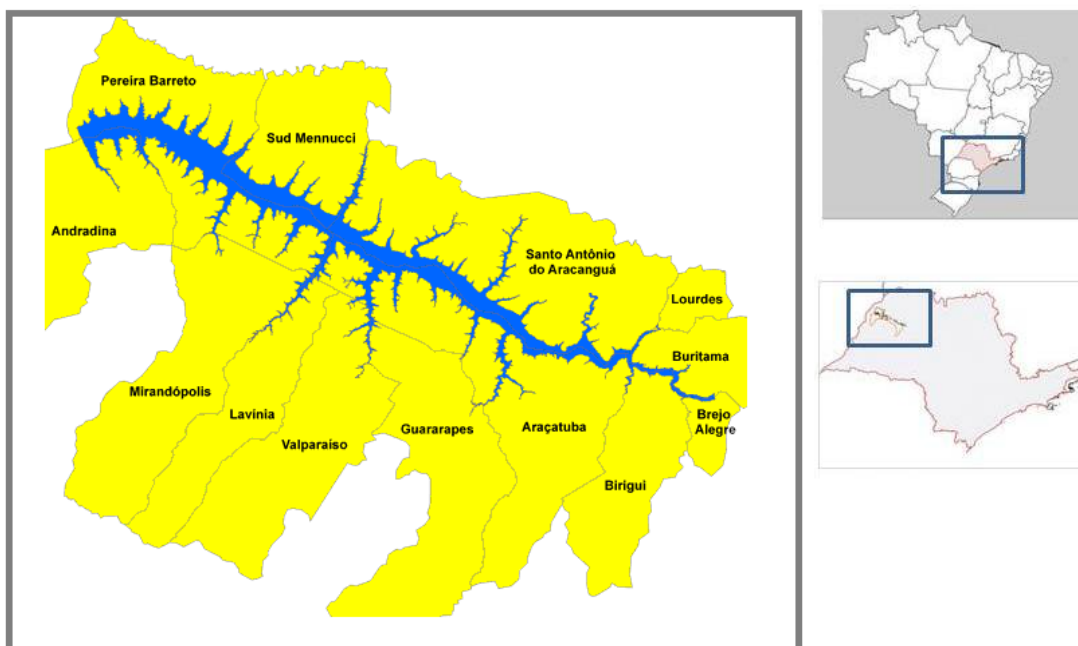 Pereira Barreto
Sud Mennucci
Andradina
Santo Antônio
do Aracanguá
Lourdes
Buritama
Mirandópolis
Lavínia
Valparaíso
Guararapes
Araçatuba
Brejo
Alegre
Birigui